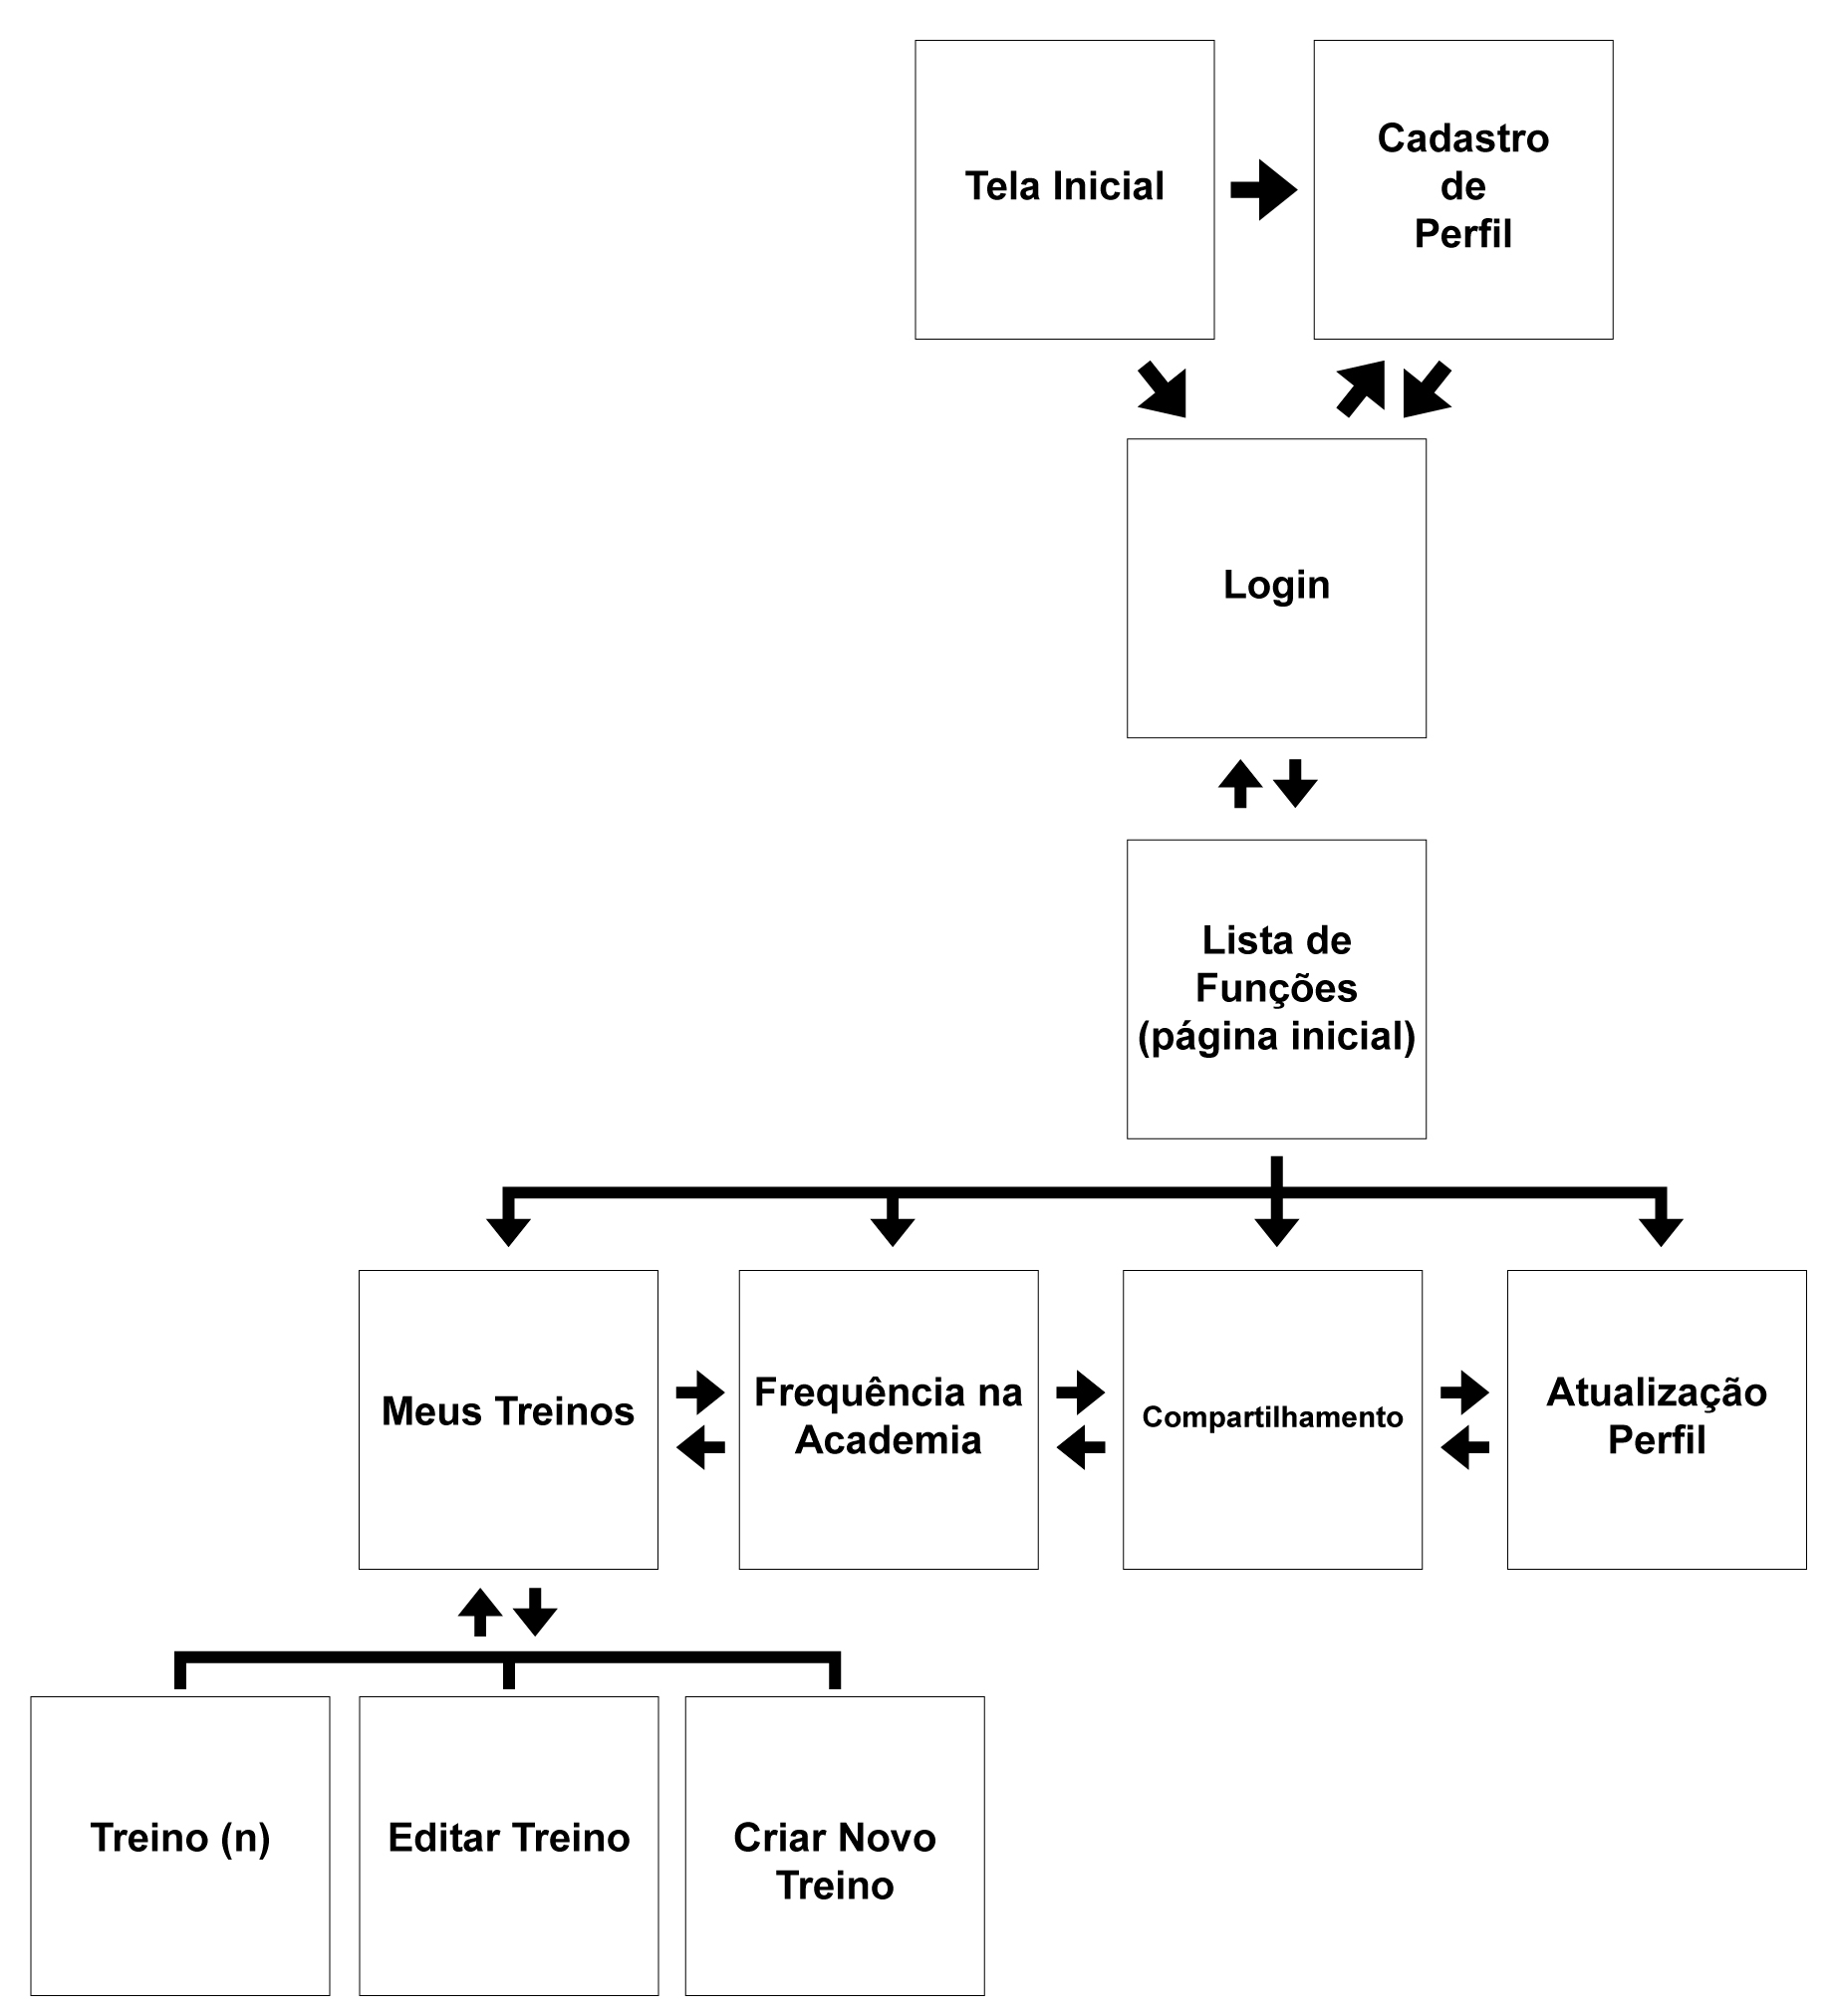 Tela Inicial
Cadastro
de
Perfil
Login
Lista de
Funções
(página inicial)
Meus Treinos
Frequência na
Academia
Compartilhamento
Atualização
Perfil
Treino (n)
Editar Treino
Criar Novo
Treino